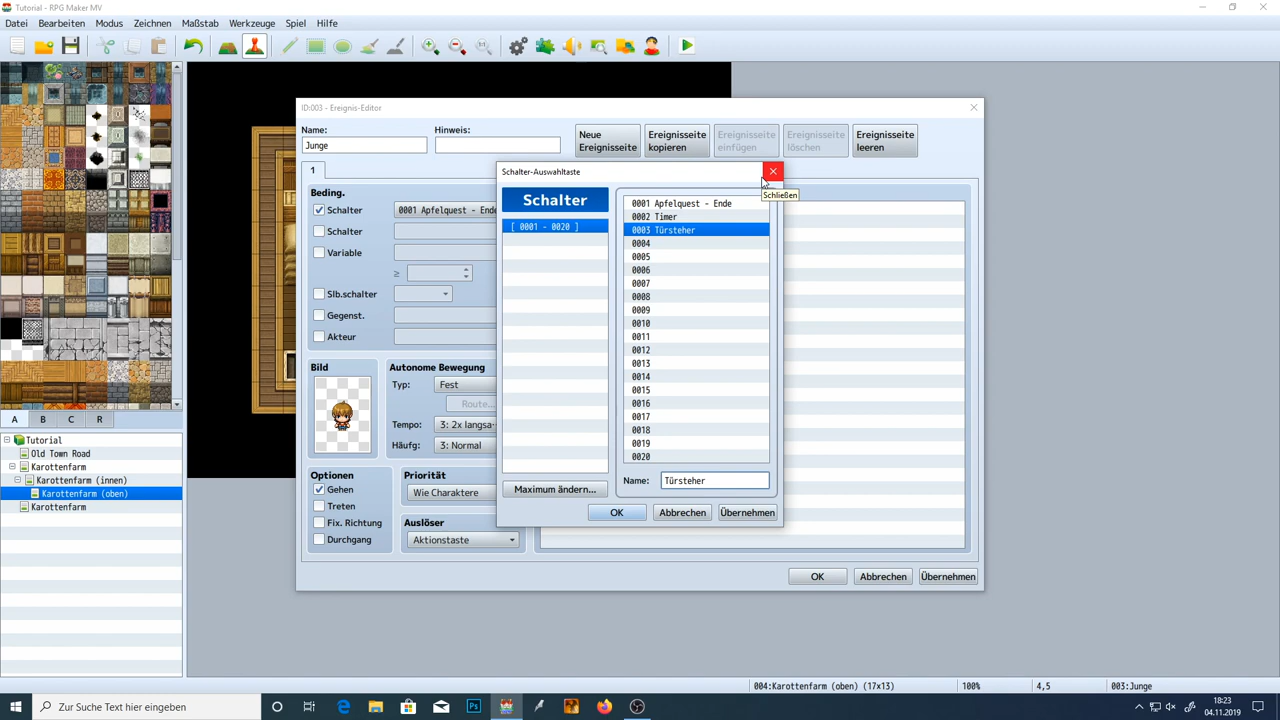 Tutorial - RPG Maker MV
Datei Bearbeiten Modus Zeichnen Maßstab Werkzeuge Spiel Hilfe
ID:003 - Ereignis-Editor
Name: Hinweis:
Junge
Neue Ereignisseite
Ereignisseite kopieren
Ereignisseite einfügen
Ereignisseite löschen
Ereignisseite leeren
1
Beding.
Schalter 0001 Apfelquest - Ende
Schalter
Variable
≥
Slb.schalter
Gegenst.
Akteur
Bild
Autonome Bewegung
Typ: Fest
Route...
Tempo: 3: 2x langsa
Häufg: 3: Normal
Optionen
Gehen
Treten
Fix. Richtung
Durchgang
Priorität
Wie Charaktere
Auslöser
Aktionstaste
OK Abbrechen Übernehmen
Schalter-Auswahltaste
Schließen
Schalter
[ 0001 - 0020 ]
Maximum ändern...
0001 Apfelquest - Ende
0002 Timer
0003 Türsteher
0004
0005
0006
0007
0008
0009
0010
0011
0012
0013
0014
0015
0016
0017
0018
0019
0020
Name: Türsteher
OK Abbrechen Übernehmen
A B C R
Tutorial
Old Town Road
Karottenfarm
Karottenfarm (innen)
Karottenfarm (oben)
Karottenfarm
004:Karottenfarm (oben) (17x13) 100% 4,5 003:Junge
Zur Suche Text hier eingeben
Ps
18:23
04.11.2019